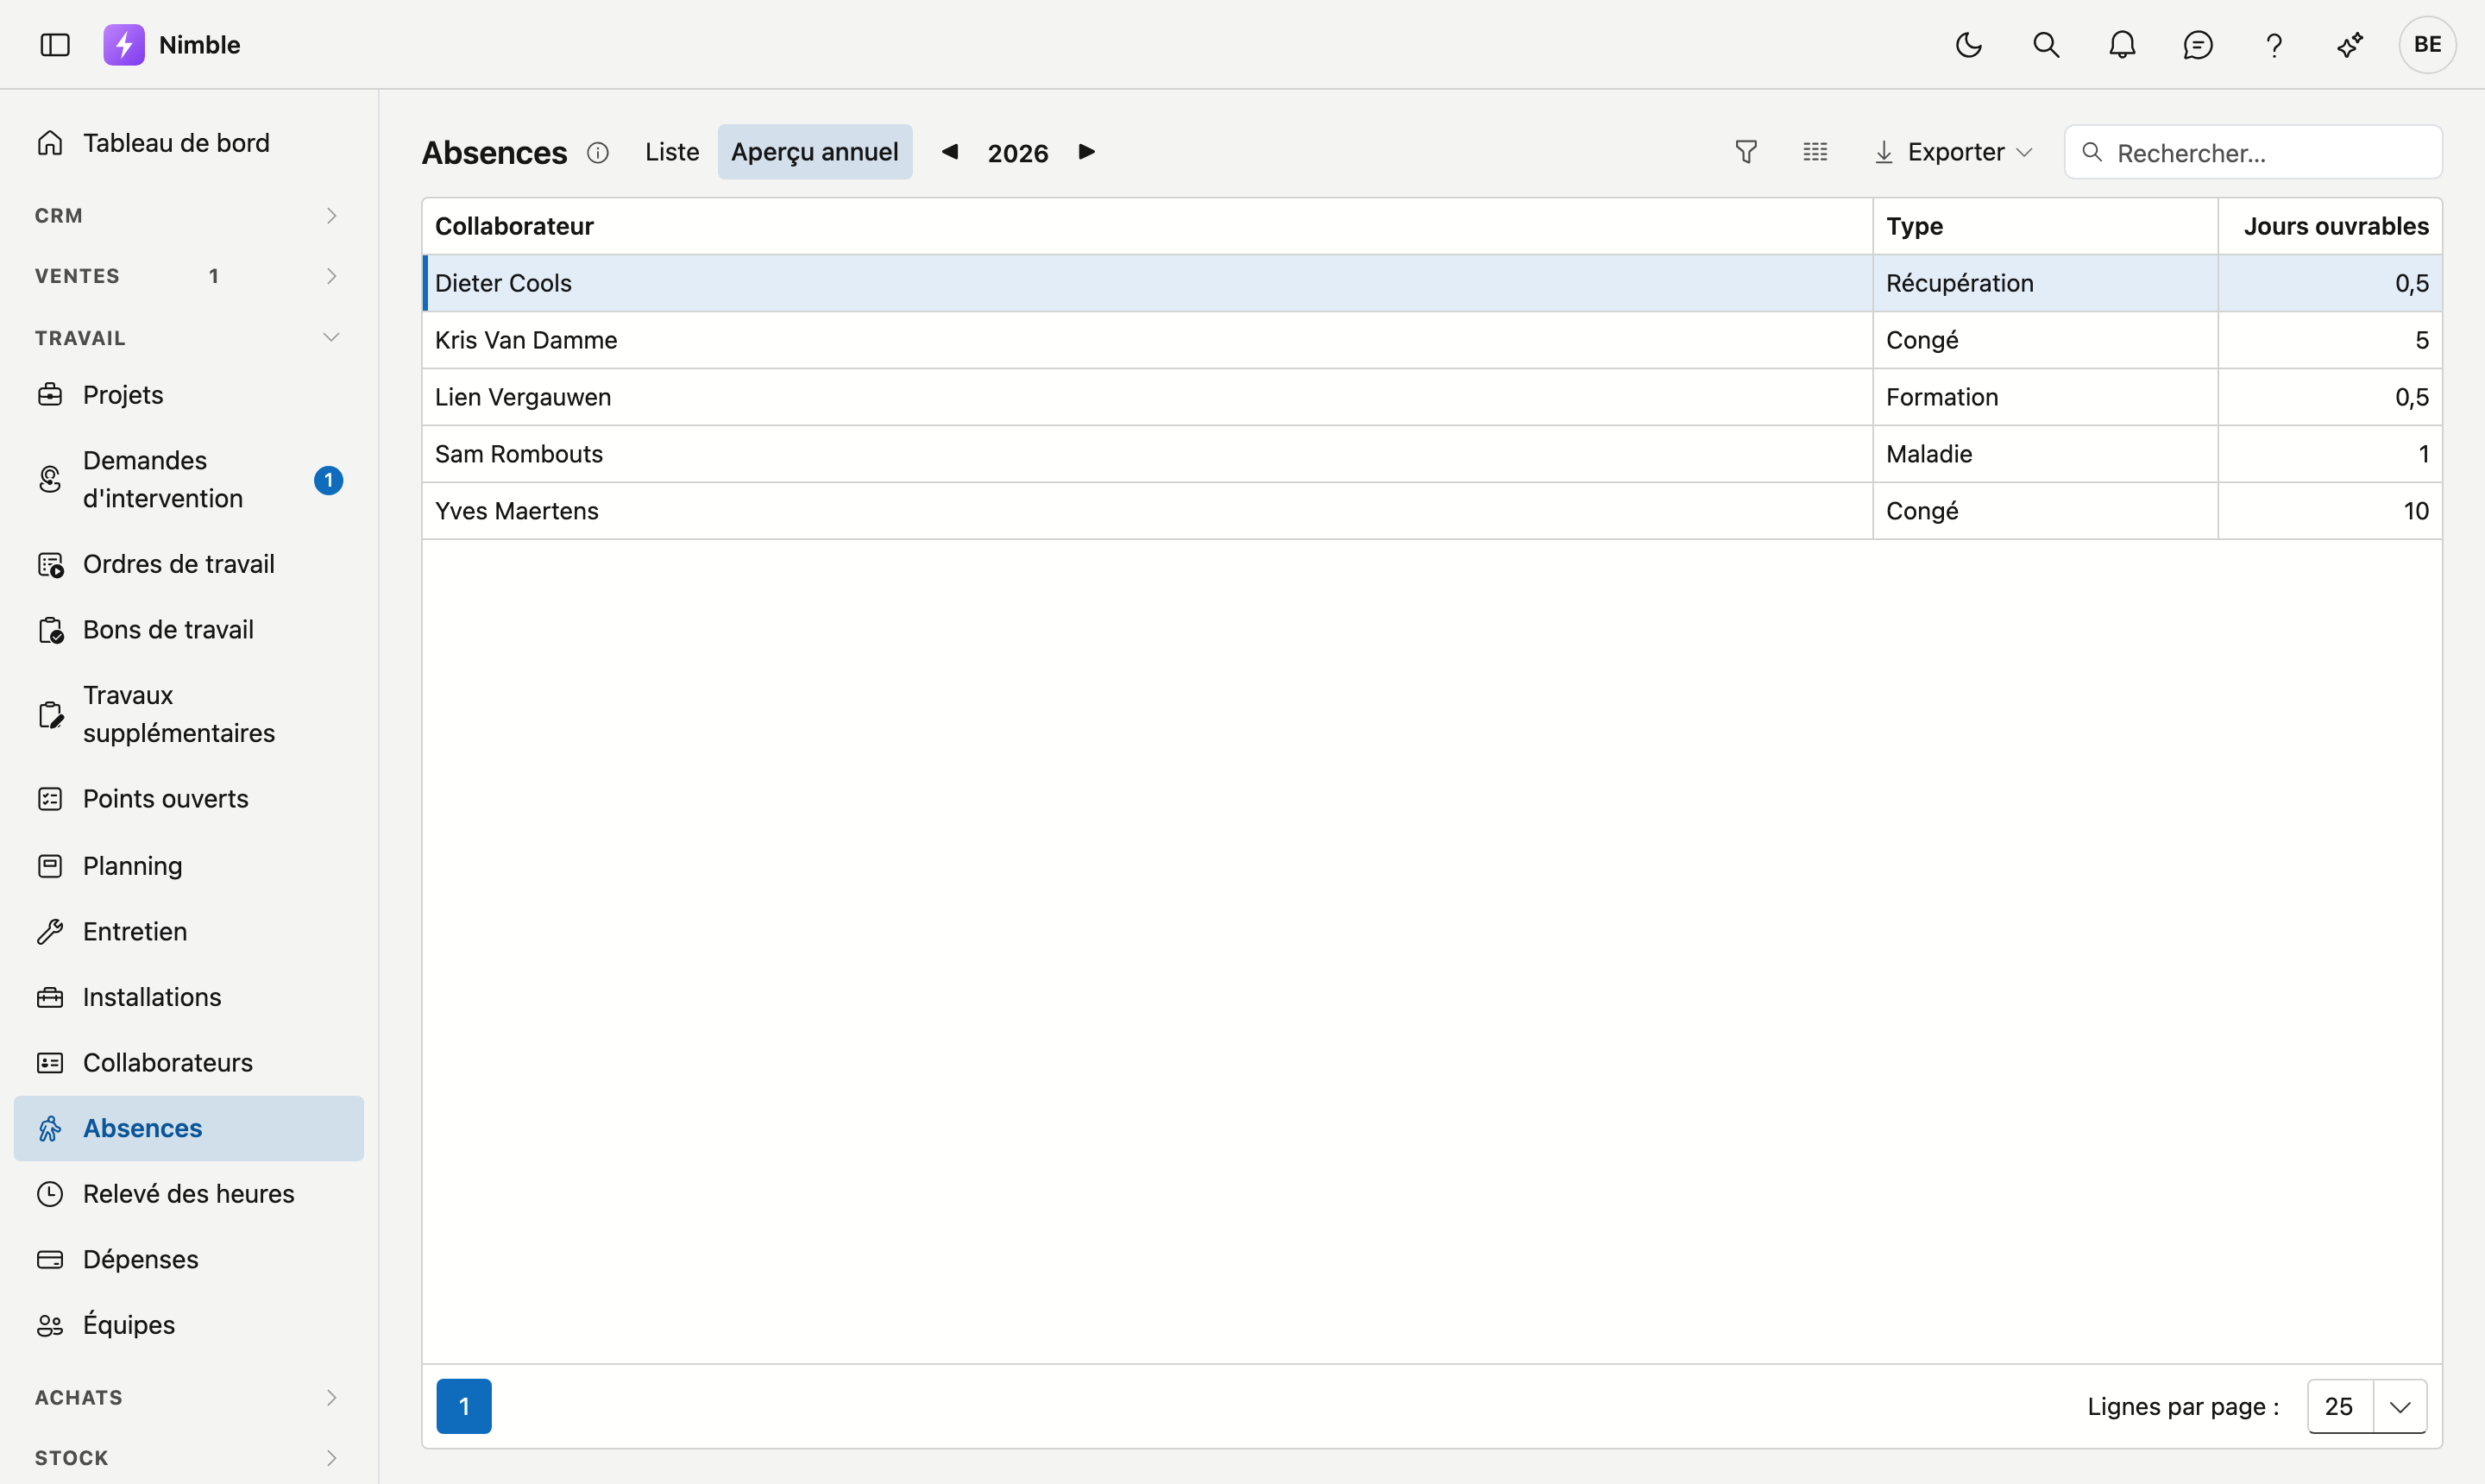 Nimble
BE
Tableau de bord
CRM
VENTES 1
TRAVAIL
Projets
Demandes
d'intervention
1
Ordres de travail
Bons de travail
Travaux
supplémentaires
Points ouverts
Planning
Entretien
Installations
Collaborateurs
Absences
Relevé des heures
Dépenses
Équipes
ACHATS
STOCK
Absences Liste Aperçu annuel 2026 Exporter Rechercher...
Collaborateur Type Jours ouvrables
Dieter Cools Récupération 0,5
Kris Van Damme Congé 5
Lien Vergauwen Formation 0,5
Sam Rombouts Maladie 1
Yves Maertens Congé 10
1 Lignes par page : 25